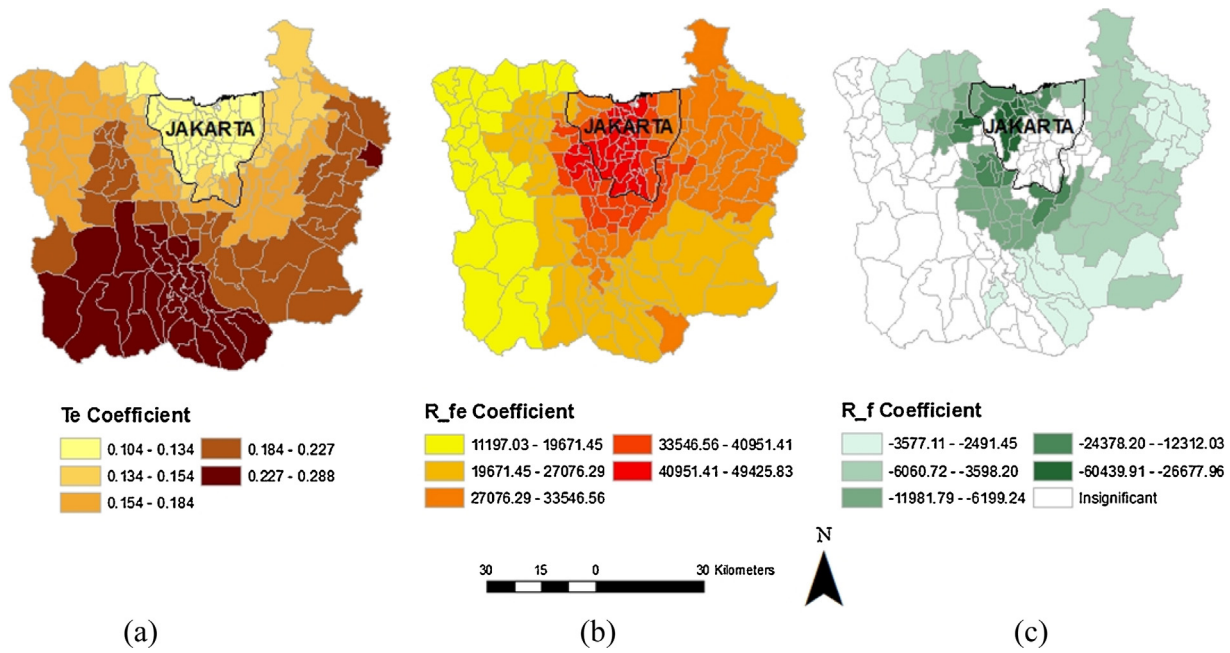 JAKARTA
JAKARTA
JAKARTA
Te Coefficient
0.104 - 0.134
0.134 - 0.154
0.154 - 0.184
0.184 - 0.227
0.227 - 0.288
R_fe Coefficient
11197.03 - 19671.45
19671.45 - 27076.29
27076.29 - 33546.56
33546.56 - 40951.41
40951.41 - 49425.83
R_f Coefficient
-3577.11 - -2491.45
-6060.72 - -3598.20
-11981.79 - -6199.24
-24378.20 - -12312.03
-60439.91 - -26677.96
Insignificant
N
30 15 0 30 Kilometers
(a) (b) (c)